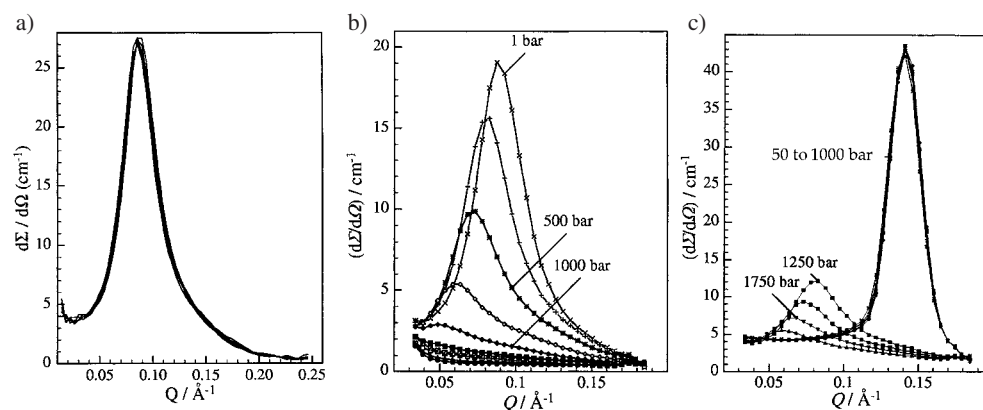 a)
25
20
15
10
5
0
dΣ / dΩ (cm⁻¹)
0.05 0.10 0.15 0.20 0.25
Q / Å⁻¹
b)
20
15
10
5
0
(dΣ/dΩ) / cm⁻¹
1 bar
500 bar
1000 bar
0.05 0.1 0.15
Q / Å⁻¹
c)
40
35
30
25
20
15
10
5
0
(dΣ/dΩ) / cm⁻¹
50 to 1000 bar
1250 bar
1750 bar
0.05 0.1 0.15
Q / Å⁻¹